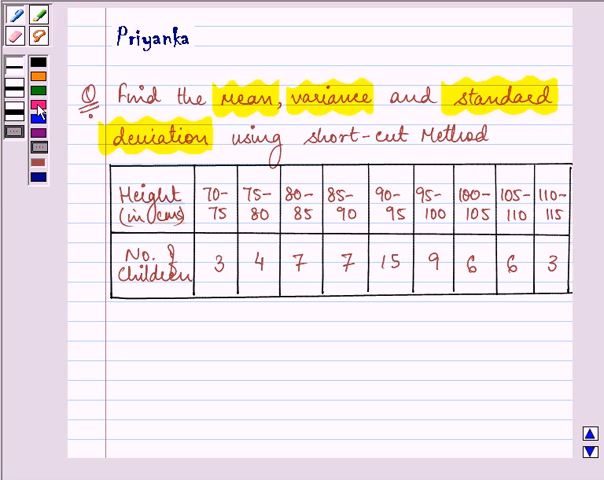 Priyanka
Q. Find the mean, variance and standard
deviation using short-cut Method
Height (in cms) 70-75 75-80 80-85 85-90 90-95 95-100 100-105 105-110 110-115
No. of Children 3 4 7 7 15 9 6 6 3